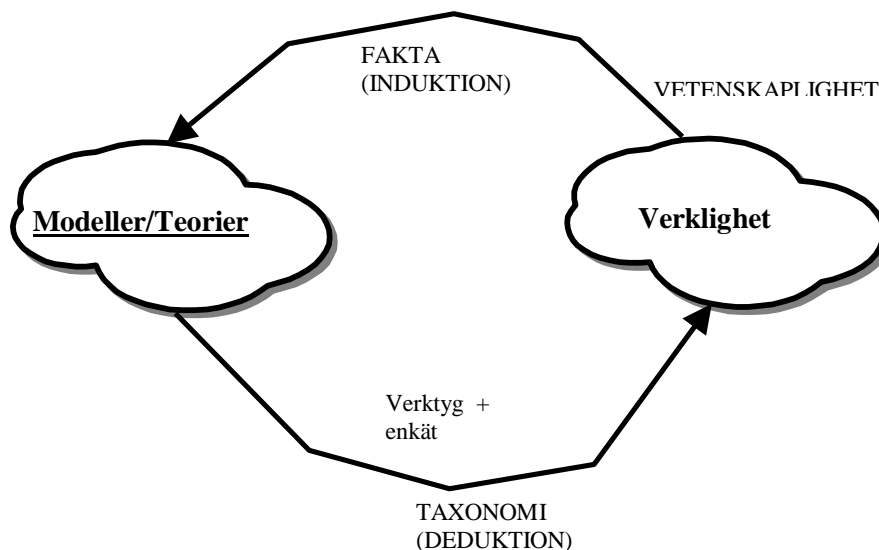 FAKTA
(INDUKTION)
VETENSKAPLIGHET
Modeller/Teorier
Verklighet
Verktyg +
enkät
TAXONOMI
(DEDUKTION)